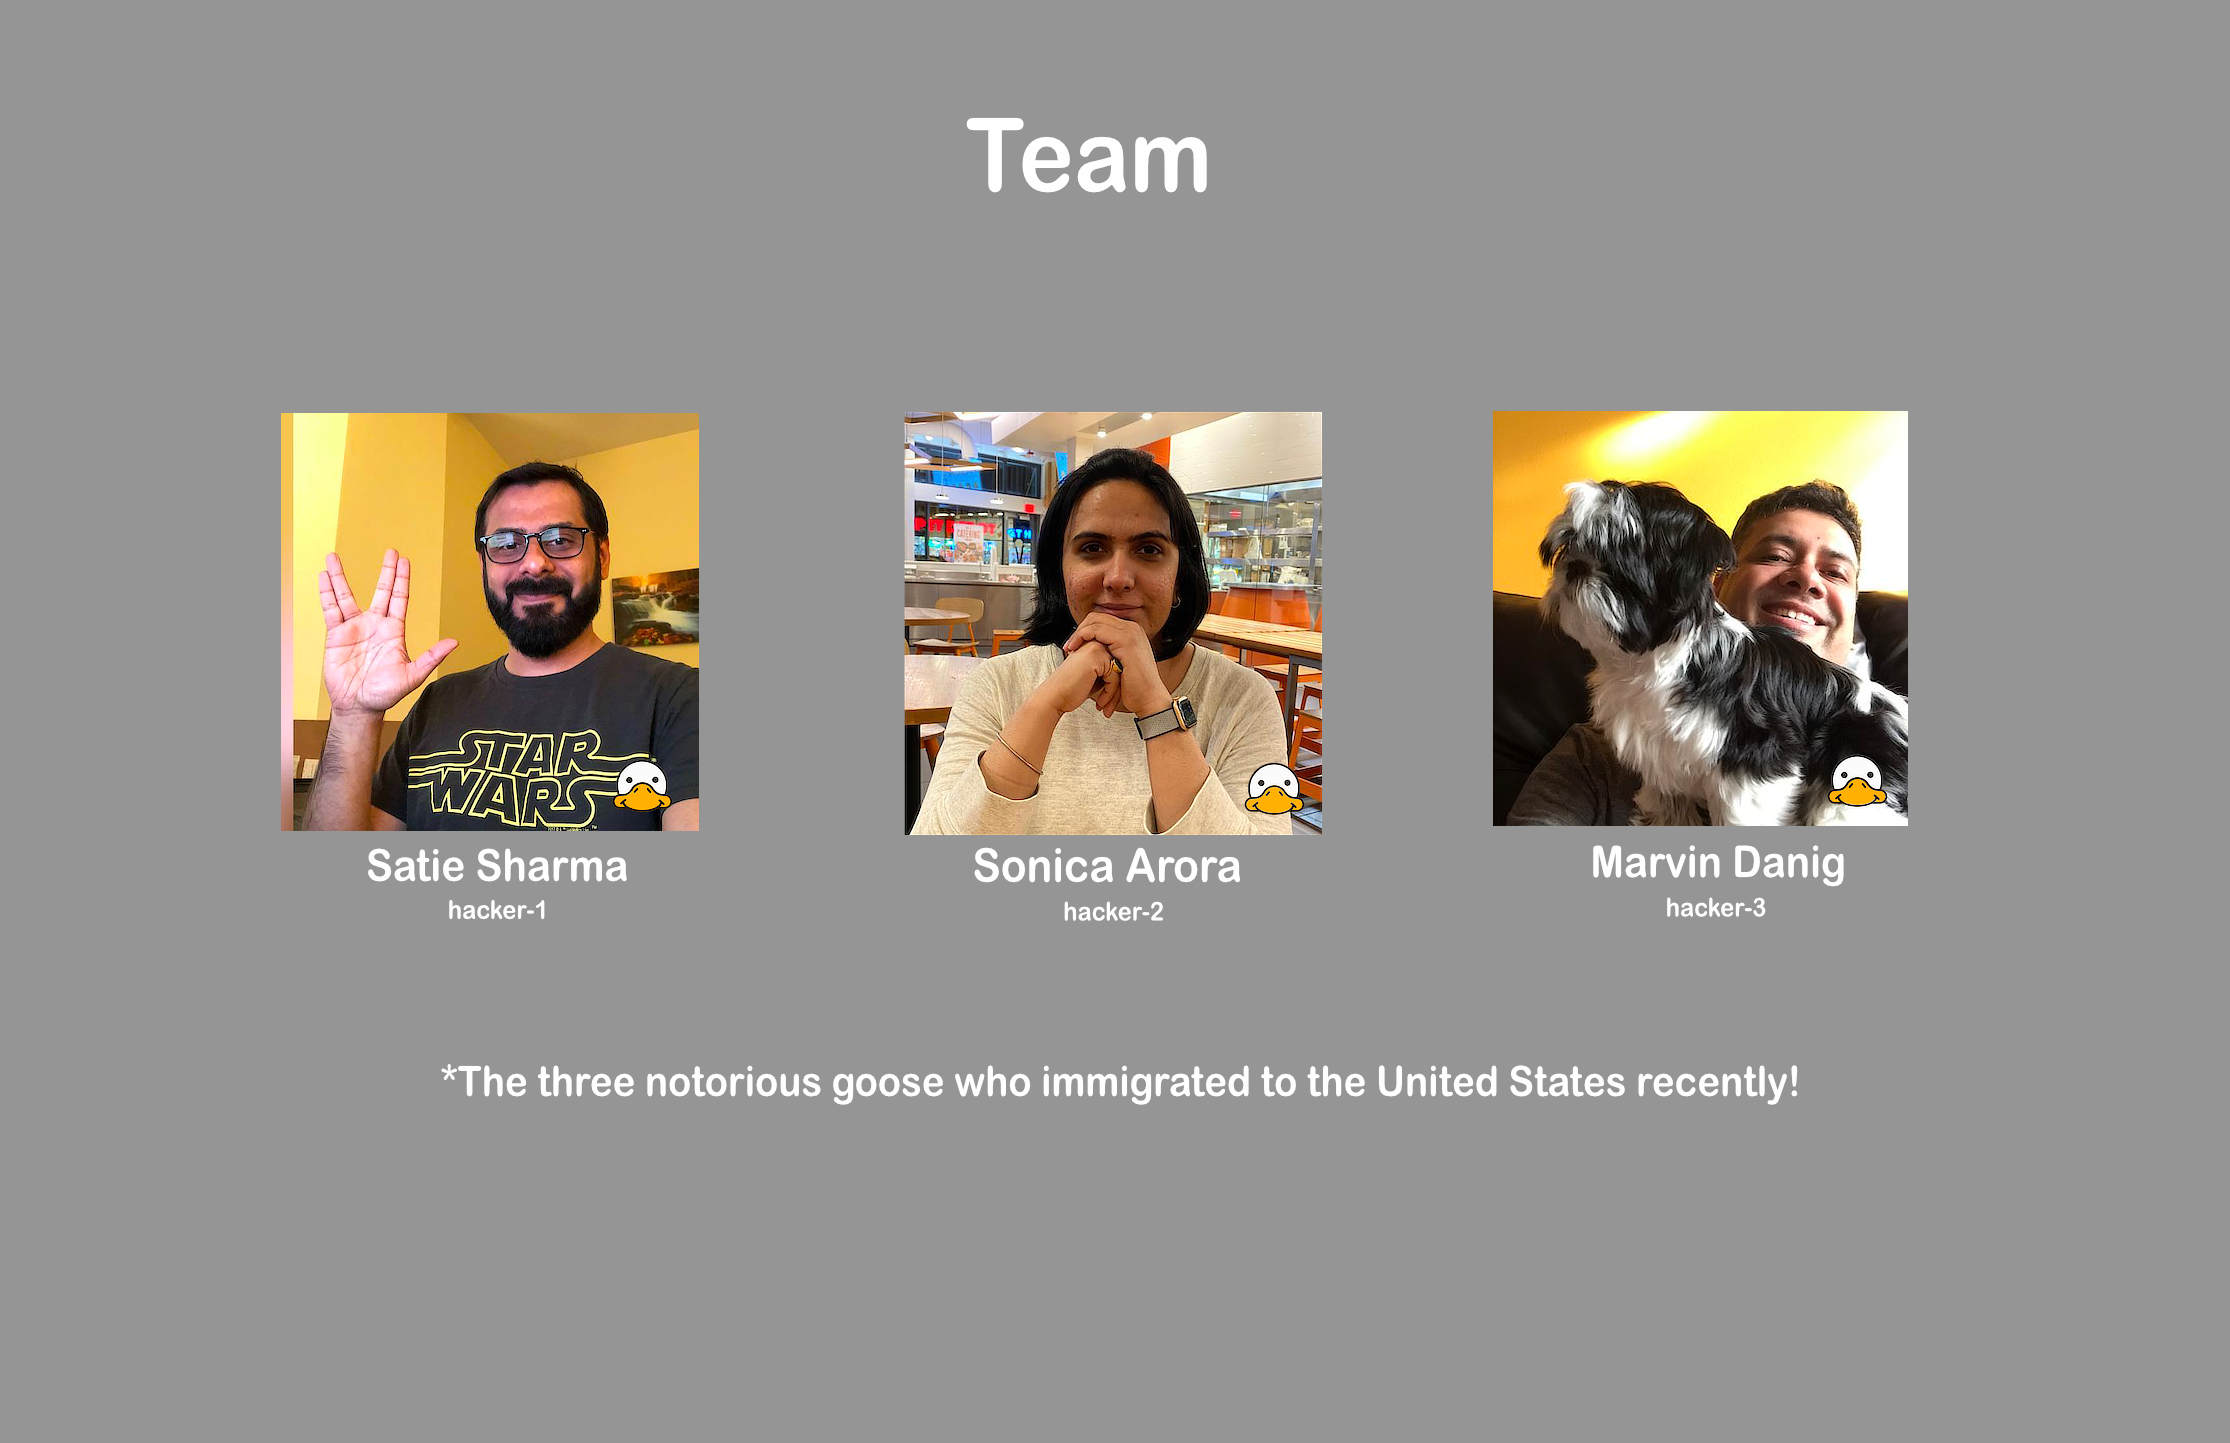 Team
CATERING
STAR
WARS
Satie Sharma
hacker-1
Sonica Arora
hacker-2
Marvin Danig
hacker-3
*The three notorious goose who immigrated to the United States recently!